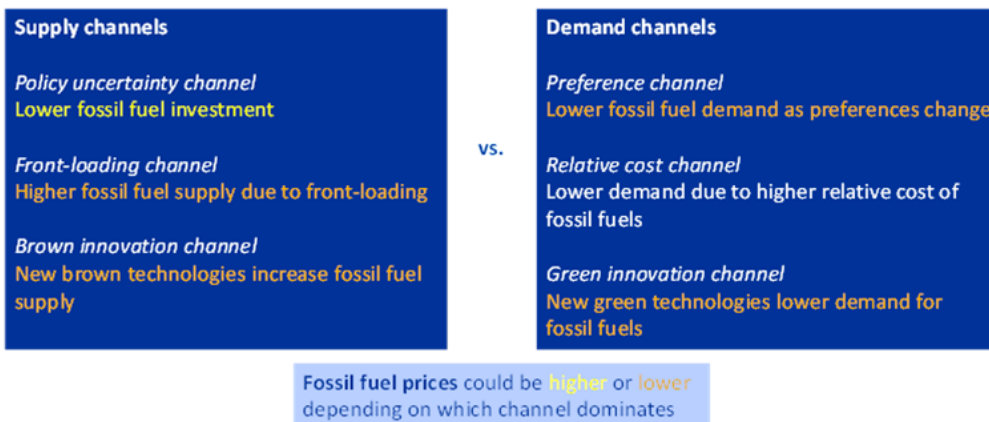 Supply channels
Policy uncertainty channel
Lower fossil fuel investment
Front-loading channel
Higher fossil fuel supply due to front-loading
Brown innovation channel
New brown technologies increase fossil fuel
supply
vs.
Demand channels
Preference channel
Lower fossil fuel demand as preferences change
Relative cost channel
Lower demand due to higher relative cost of
fossil fuels
Green innovation channel
New green technologies lower demand for
fossil fuels
Fossil fuel prices could be higher or lower
depending on which channel dominates